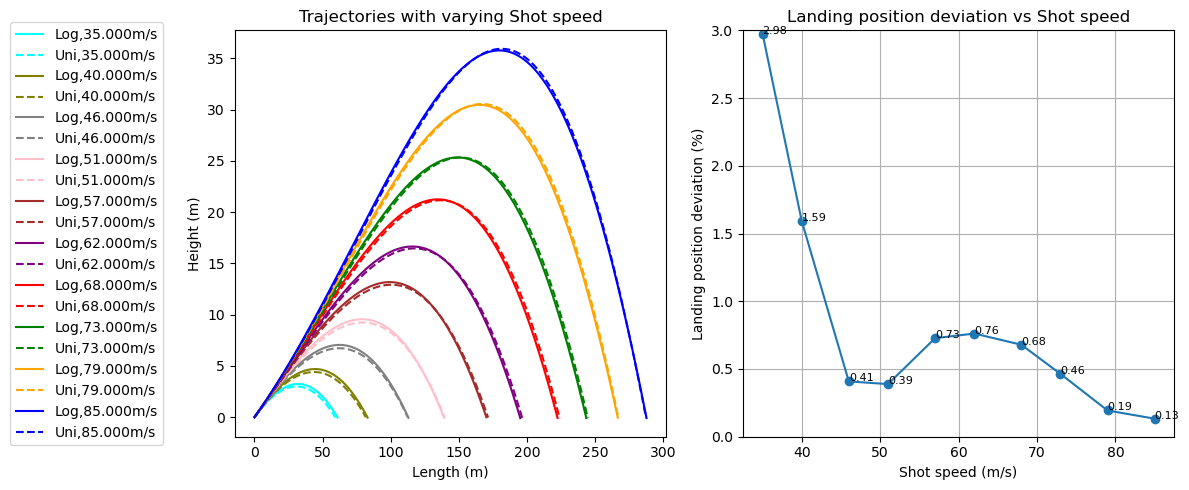 Log,35.000m/s
Uni,35.000m/s
Log,40.000m/s
Uni,40.000m/s
Log,46.000m/s
Uni,46.000m/s
Log,51.000m/s
Uni,51.000m/s
Log,57.000m/s
Uni,57.000m/s
Log,62.000m/s
Uni,62.000m/s
Log,68.000m/s
Uni,68.000m/s
Log,73.000m/s
Uni,73.000m/s
Log,79.000m/s
Uni,79.000m/s
Log,85.000m/s
Uni,85.000m/s
Trajectories with varying Shot speed
Height (m)
35
30
25
20
15
10
5
0
0 50 100 150 200 250 300
Length (m)
Landing position deviation vs Shot speed
Landing position deviation (%)
3.0
2.5
2.0
1.5
1.0
0.5
0.0
2.98
1.59
0.41
0.39
0.73
0.76
0.68
0.46
0.19
0.13
40 50 60 70 80
Shot speed (m/s)